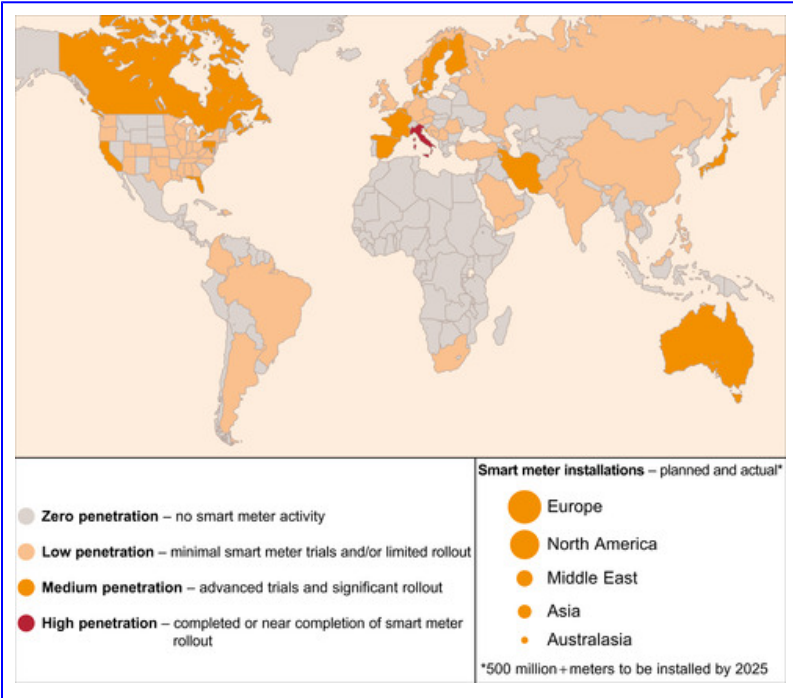 Zero penetration – no smart meter activity
Low penetration – minimal smart meter trials and/or limited rollout
Medium penetration – advanced trials and significant rollout
High penetration – completed or near completion of smart meter
rollout
Smart meter installations – planned and actual*
Europe
North America
Middle East
Asia
Australasia
*500 million+meters to be installed by 2025